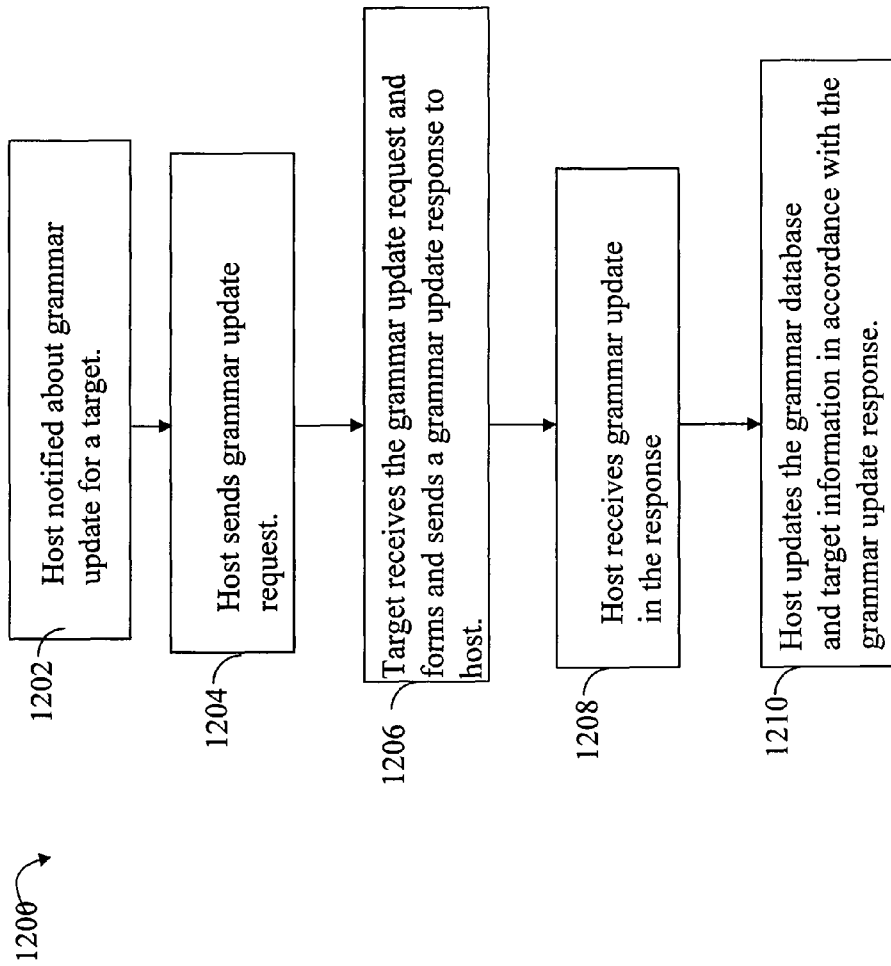 1200
1202
Host notified about grammar
update for a target.
1204
Host sends grammar update
request.
1206
Target receives the grammar update request and
forms and sends a grammar update response to
host.
1208
Host receives grammar update
in the response
1210
Host updates the grammar database
and target information in accordance with the
grammar update response.